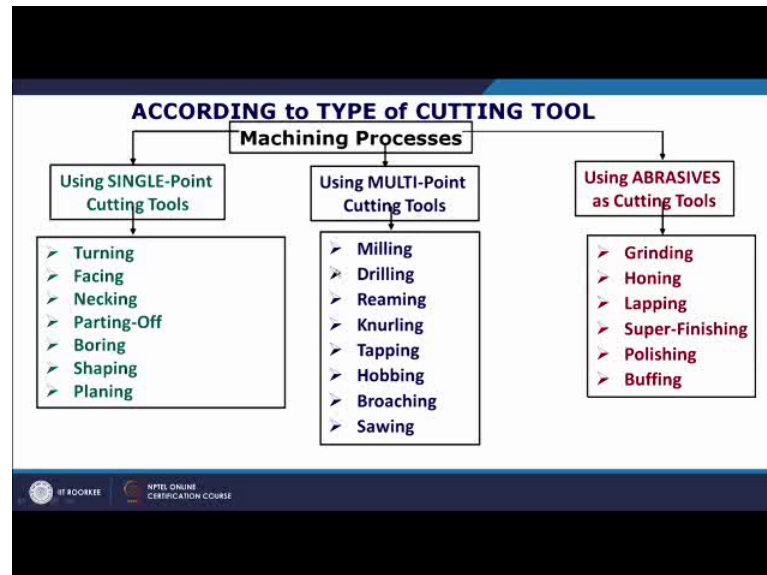 ACCORDING to TYPE of CUTTING TOOL
Machining Processes
Using SINGLE-Point
Cutting Tools
Turning
Facing
Necking
Parting-Off
Boring
Shaping
Planing
Using MULTI-Point
Cutting Tools
Milling
Drilling
Reaming
Knurling
Tapping
Hobbing
Broaching
Sawing
Using ABRASIVES
as Cutting Tools
Grinding
Honing
Lapping
Super-Finishing
Polishing
Buffing
IIT ROORKEE
NPTEL ONLINE
CERTIFICATION COURSE